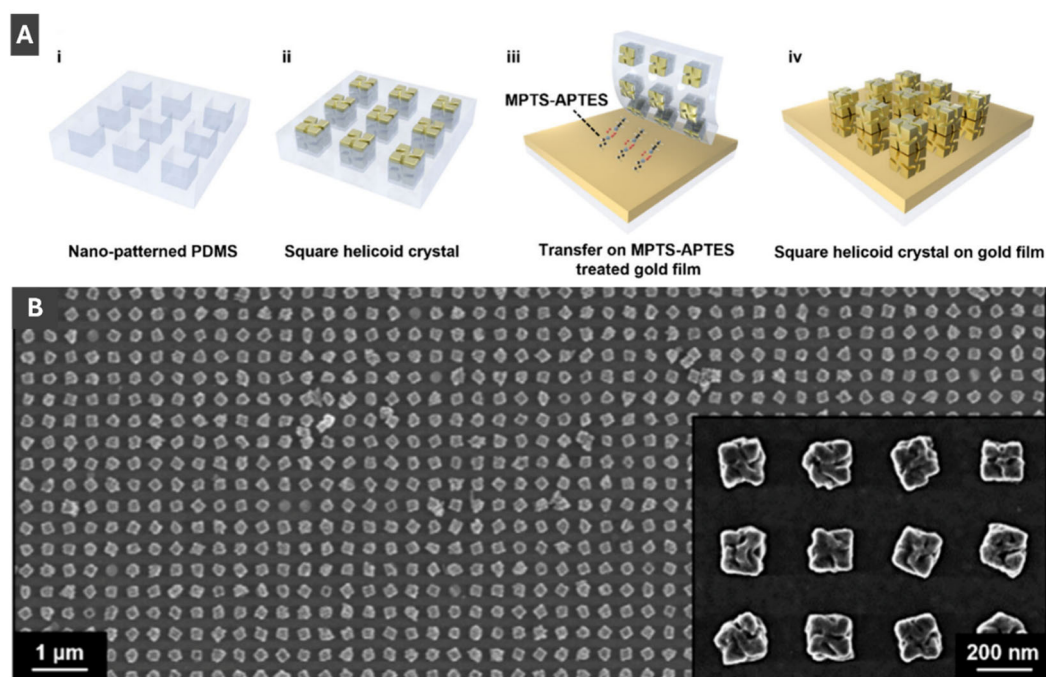 A
i
ii
iii
iv
MPTS-APTES
Nano-patterned PDMS
Square helicoid crystal
Transfer on MPTS-APTES
treated gold film
Square helicoid crystal on gold film
B
1 µm
200 nm